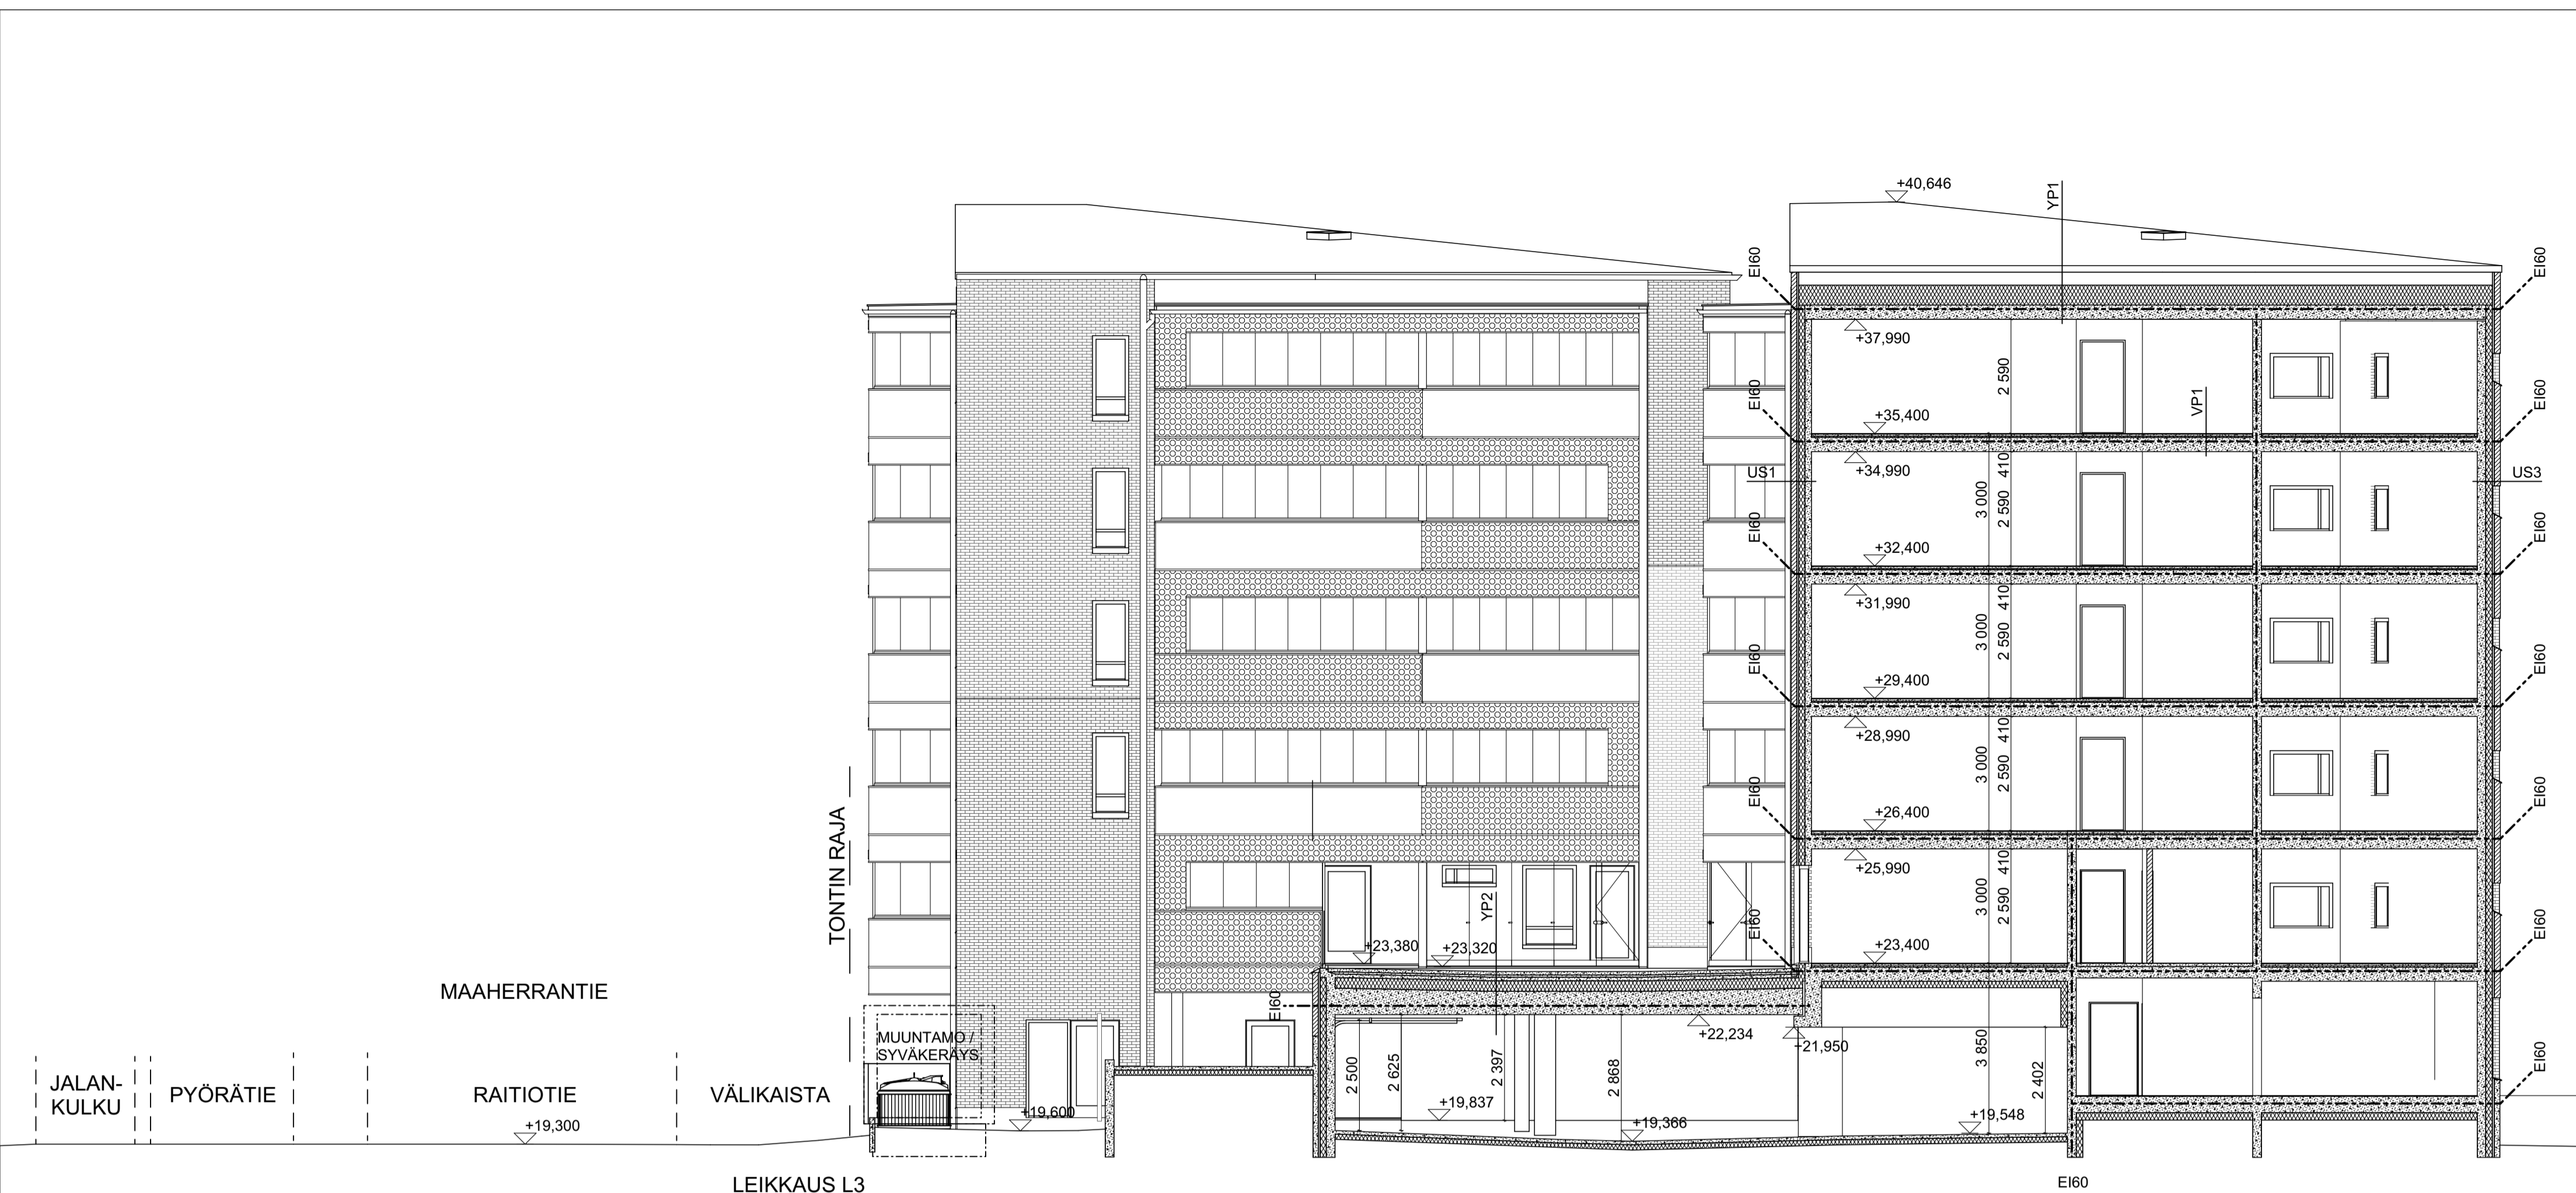 +40,646
YP1
EI60
EI60
+37,990
2 590
EI60
EI60
VP1
+35,400
+34,990
410
US1
US3
3 000
2 590
EI60
EI60
+32,400
+31,990
410
3 000
2 590
EI60
EI60
+29,400
+28,990
410
3 000
2 590
EI60
EI60
+26,400
TONTIN RAJA
+25,990
410
3 000
2 590
YP2
EI60
EI60
+23,380
+23,320
+23,400
MAAHERRANTIE
EI60
MUUNTAMO /
SYVÄKERÄYS
+22,234
+21,950
3 850
EI60
2 500
2 625
2 397
2 868
2 402
JALAN-
KULKU
PYÖRÄTIE
RAITIOTIE
VÄLIKAISTA
+19,300
+19,600
+19,837
+19,366
+19,548
LEIKKAUS L3
EI60